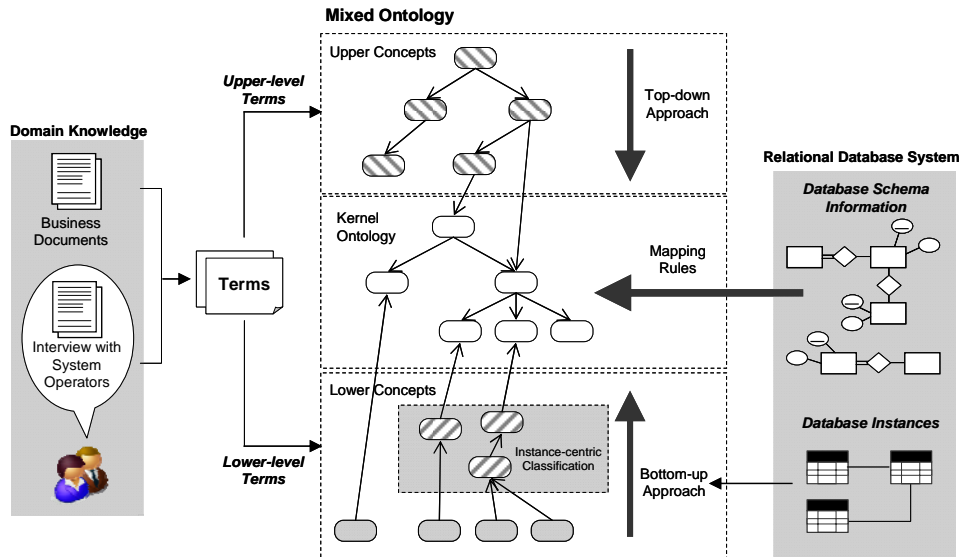 Mixed Ontology
Upper Concepts
Upper-level
Terms
Top-down
Approach
Domain Knowledge
Business
Documents
Interview with
System
Operators
Terms
Kernel
Ontology
Mapping
Rules
Relational Database System
Database Schema
Information
Lower Concepts
Instance-centric
Classification
Lower-level
Terms
Bottom-up
Approach
Database Instances